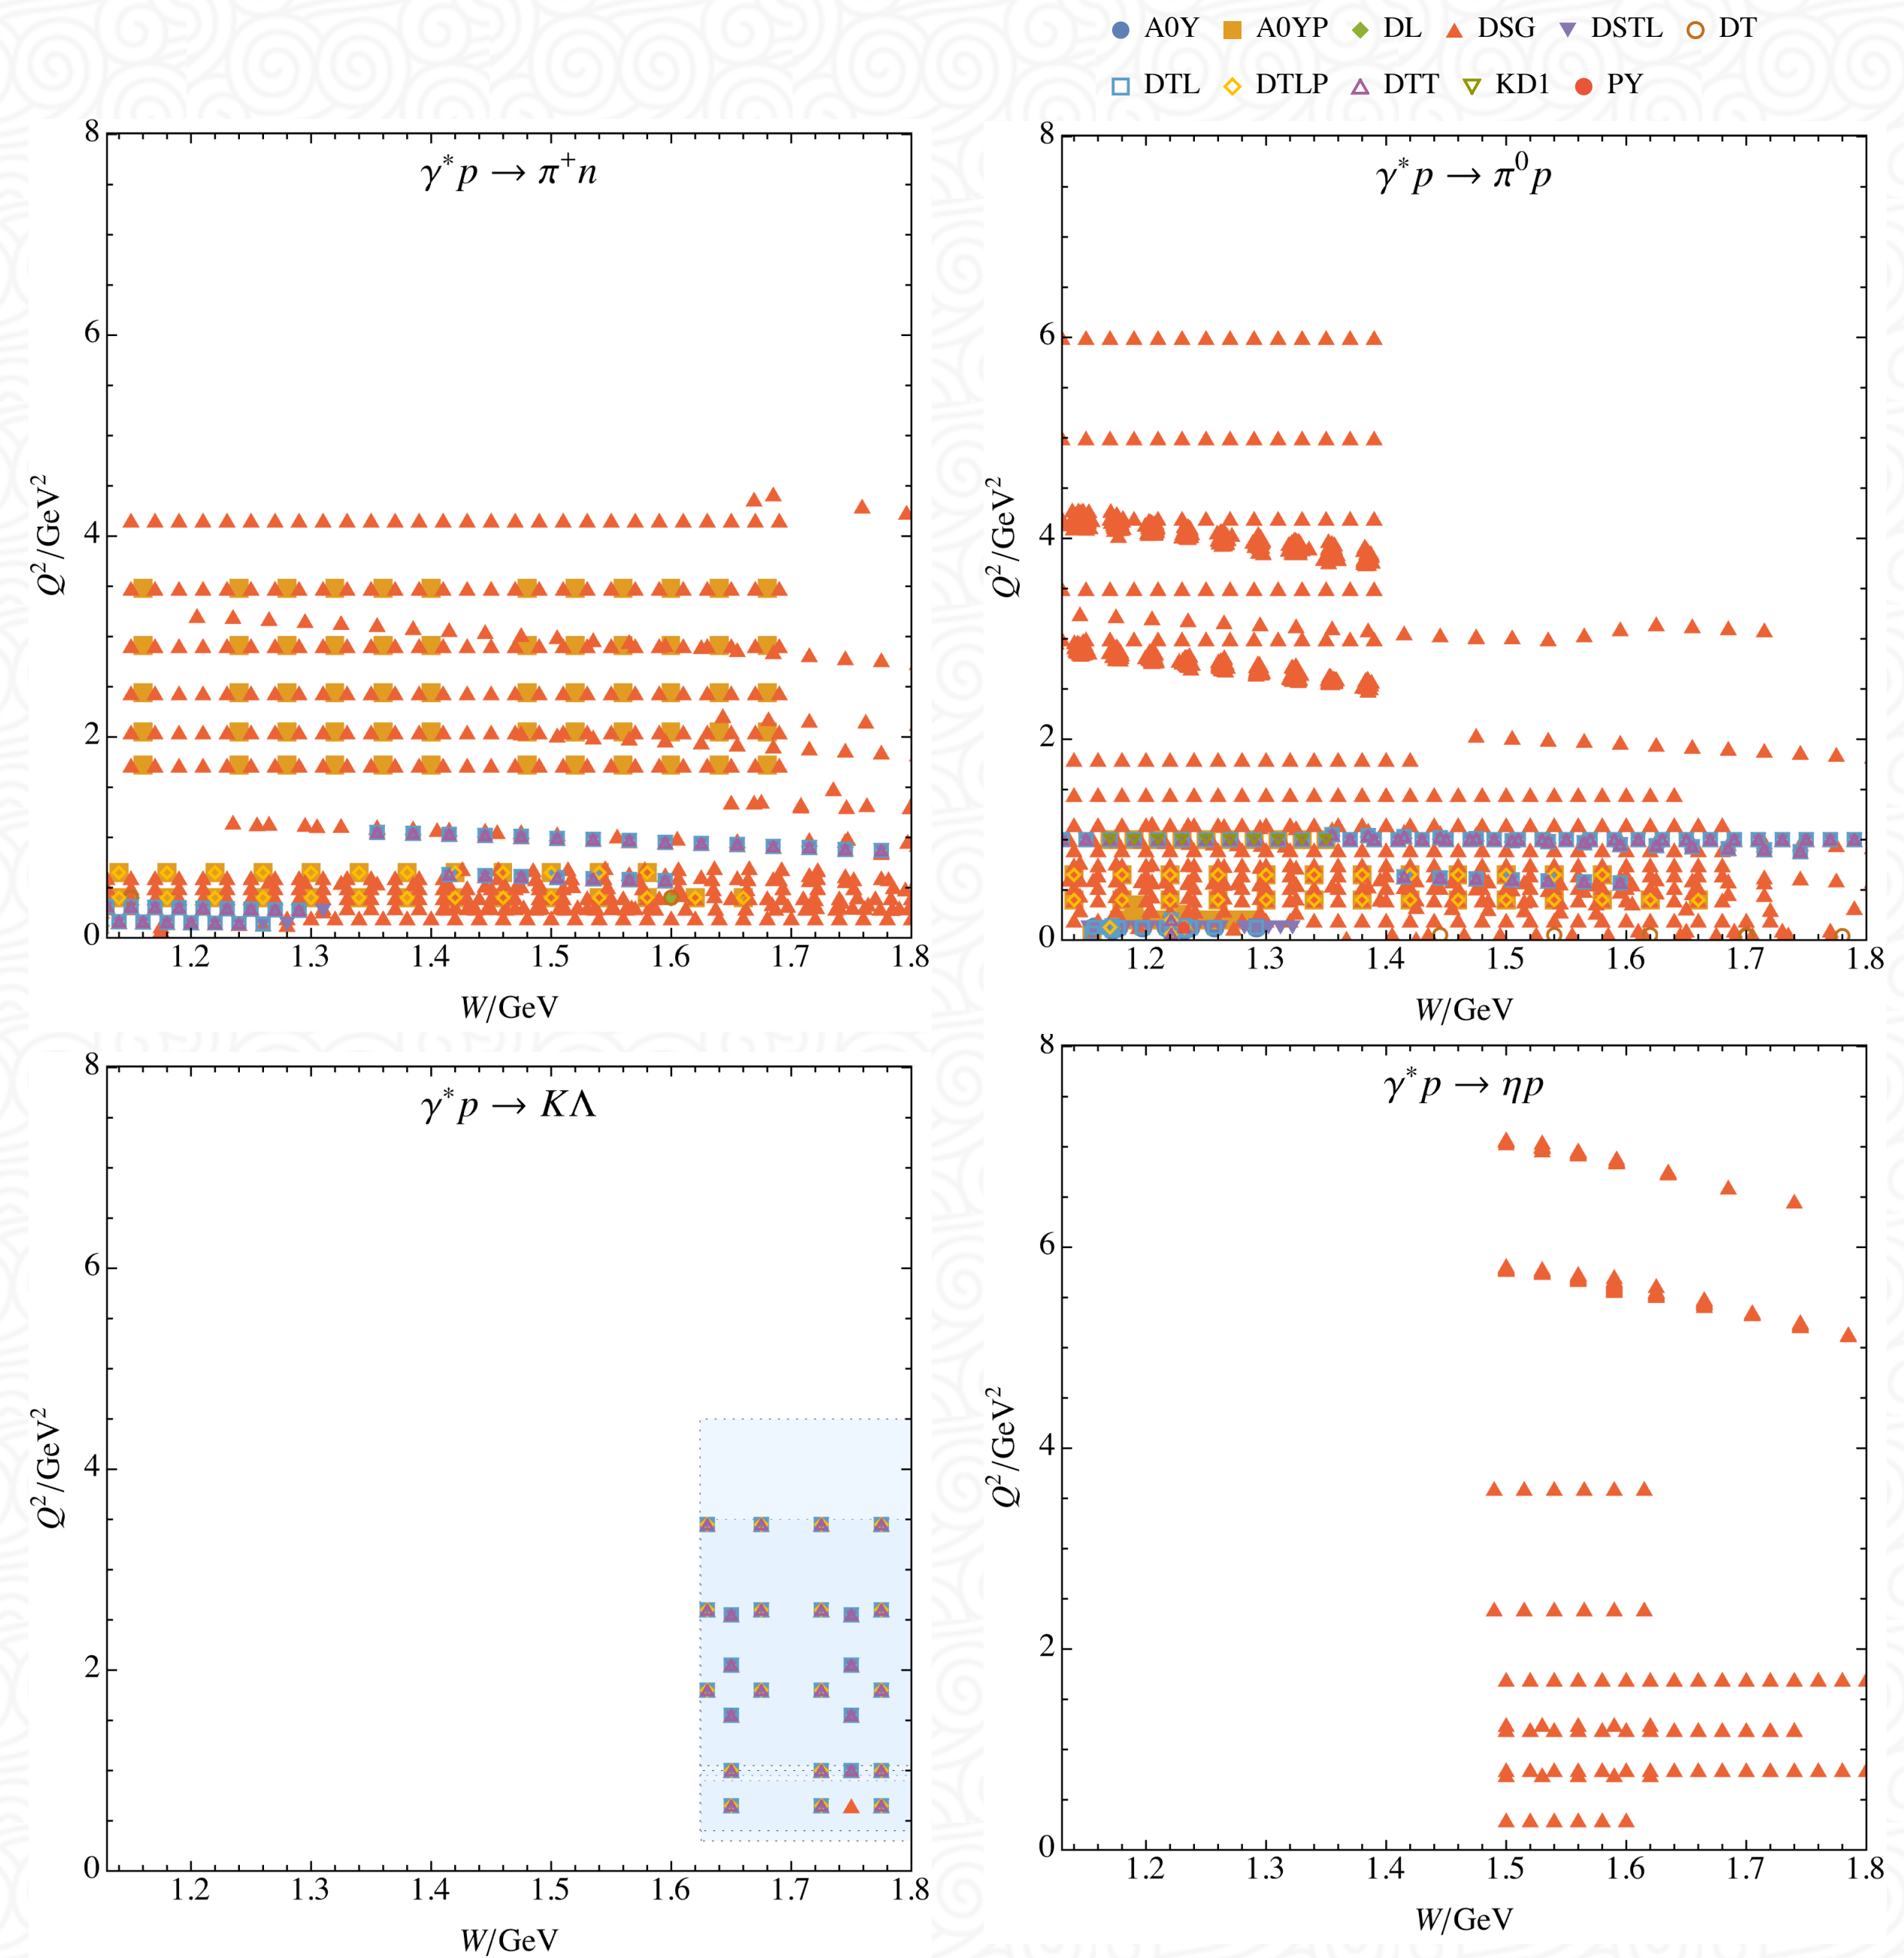 A0Y A0YP DL DSG DSTL DT
DTL DTLP DTT KD1 PY
γ*p → π⁺n
8
6
4
2
0
Q²/GeV²
1.2 1.3 1.4 1.5 1.6 1.7 1.8
W/GeV
γ*p → π⁰p
8
6
4
2
0
Q²/GeV²
1.2 1.3 1.4 1.5 1.6 1.7 1.8
W/GeV
γ*p → KΛ
8
6
4
2
0
Q²/GeV²
1.2 1.3 1.4 1.5 1.6 1.7 1.8
W/GeV
γ*p → ηp
8
6
4
2
0
Q²/GeV²
1.2 1.3 1.4 1.5 1.6 1.7 1.8
W/GeV